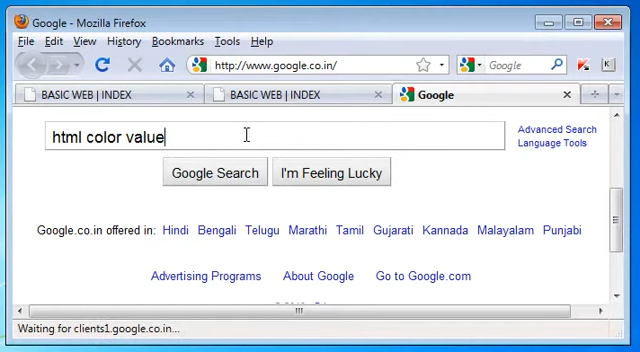 Google - Mozilla Firefox
File Edit View History Bookmarks Tools Help
http://www.google.co.in/
Google
BASIC WEB | INDEX
BASIC WEB | INDEX
Google
html color value
Advanced Search
Language Tools
Google Search
I'm Feeling Lucky
Google.co.in offered in: Hindi Bengali Telugu Marathi Tamil Gujarati Kannada Malayalam Punjabi
Advertising Programs About Google Go to Google.com
Waiting for clients1.google.co.in...